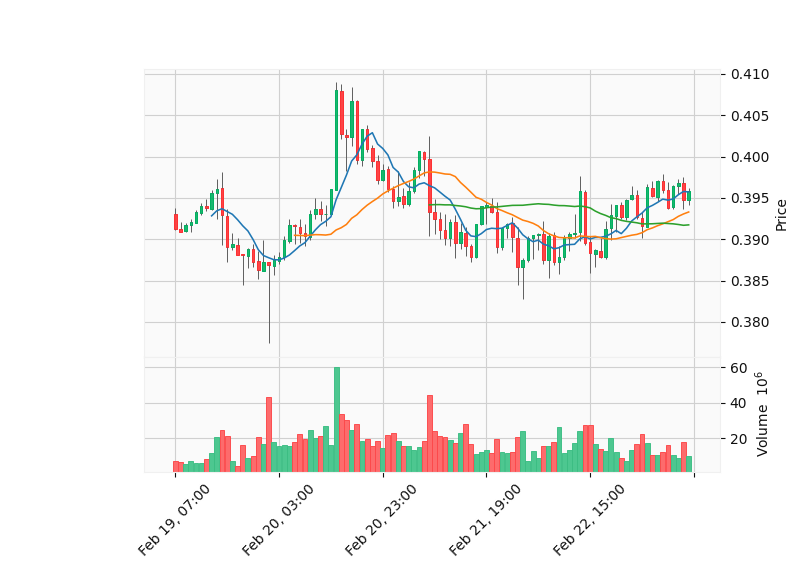 0.410
0.405
0.400
0.395
0.390
0.385
0.380
Price
60
40
20
Volume 10^6
Feb 19, 07:00
Feb 20, 03:00
Feb 20, 23:00
Feb 21, 19:00
Feb 22, 15:00